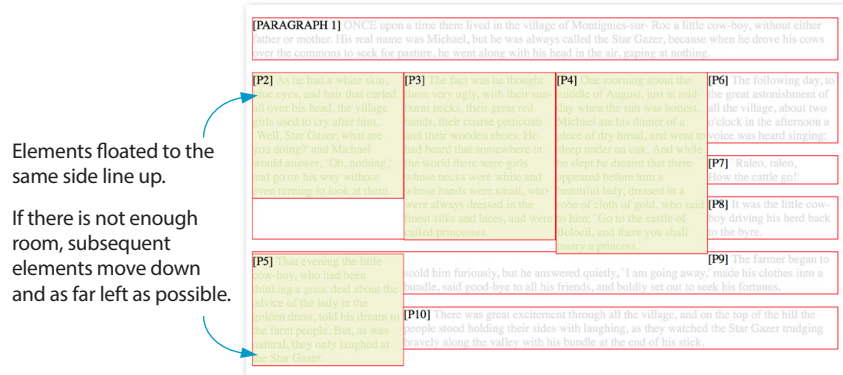 [PARAGRAPH 1] ONCE upon a time there lived in the village of Montignies-sur- Roc a little cow-boy, without either
father or mother. His real name was Michael, but he was always called the Star Gazer, because when he drove his cows
over the commons to seek for pasture, he went along with his head in the air, gaping at nothing.
Elements floated to the
same side line up.
If there is not enough
room, subsequent
elements move down
and as far left as possible.
[P2] As he had a white skin,
blue eyes, and hair that curled
all over his head, the village
girls used to cry after him,
`Well, Star Gazer, what are
you doing?' and Michael
would answer, `Oh, nothing,'
and go on his way without
even turning to look at them.
[P3] The fact was he thought
them very ugly, with their sun-
burnt necks, their great red
hands, their coarse petticoats
and their wooden shoes. He
had heard that somewhere in
the world there were girls
whose necks were white and
whose hands were small, who
were always dressed in the
finest silks and laces, and were
called princesses.
[P4] One morning about the
middle of August, just at mid-
day when the sun was hottest,
Michael ate his dinner of a
piece of dry bread, and went to
sleep under an oak. And while
he slept he dreamt that there
appeared before him a
beautiful lady, dressed in a
robe of cloth of gold, who said
to him: `Go to the castle of
Beloeil, and there you shall
marry a princess.'
[P6] The following day, to
the great astonishment of
all the village, about two
o'clock in the afternoon a
voice was heard singing:
[P7] `Raleo, raleo,
How the cattle go!'
[P8] It was the little cow-
boy driving his herd back
to the byre.
[P5] That evening the little
cow-boy, who had been
thinking a great deal about the
advice of the lady in the
golden dress, told his dream to
the farm people. But, as was
natural, they only laughed at
the Star Gazer.
[P9] The farmer began to
scold him furiously, but he answered quietly, `I am going away,' made his clothes into a
bundle, said good-bye to all his friends, and boldly set out to seek his fortunes.
[P10] There was great excitement through all the village, and on the top of the hill the
people stood holding their sides with laughing, as they watched the Star Gazer trudging
bravely along the valley with his bundle at the end of his stick.